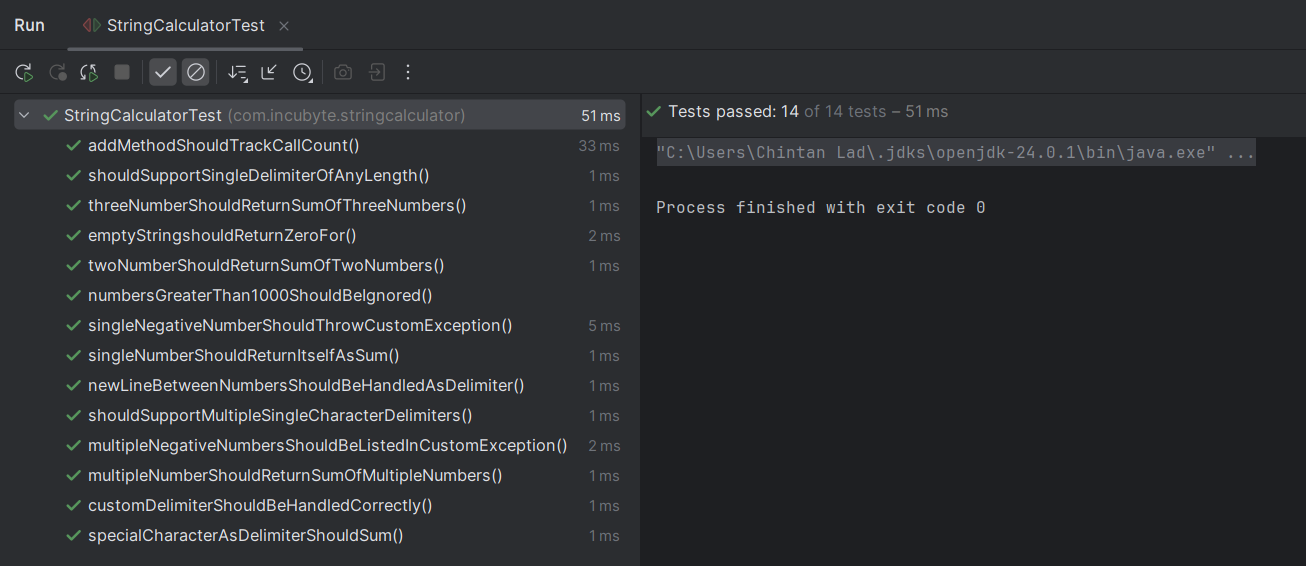 Run StringCalculatorTest
StringCalculatorTest (com.incubyte.stringcalculator) 51 ms
addMethodShouldTrackCallCount() 33 ms
shouldSupportSingleDelimiterOfAnyLength() 1 ms
threeNumberShouldReturnSumOfThreeNumbers() 1 ms
emptyStringshouldReturnZeroFor() 2 ms
twoNumberShouldReturnSumOfTwoNumbers() 1 ms
numbersGreaterThan1000ShouldBeIgnored()
singleNegativeNumberShouldThrowCustomException() 5 ms
singleNumberShouldReturnItselfAsSum() 1 ms
newLineBetweenNumbersShouldBeHandledAsDelimiter() 1 ms
shouldSupportMultipleSingleCharacterDelimiters() 1 ms
multipleNegativeNumbersShouldBeListedInCustomException() 2 ms
multipleNumberShouldReturnSumOfMultipleNumbers() 1 ms
customDelimiterShouldBeHandledCorrectly() 1 ms
specialCharacterAsDelimiterShouldSum() 1 ms
Tests passed: 14 of 14 tests – 51 ms
"C:\Users\Chintan Lad\.jdks\openjdk-24.0.1\bin\java.exe" ...
Process finished with exit code 0